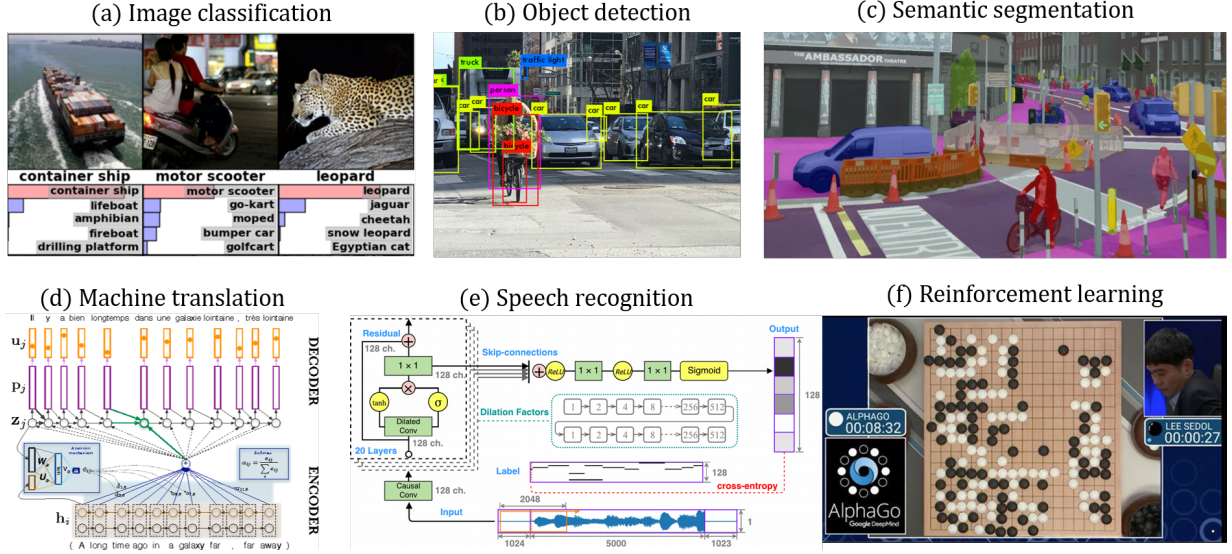 (a) Image classification
(b) Object detection
(c) Semantic segmentation
container ship
motor scooter
leopard
container ship
lifeboat
amphibian
fireboat
drilling platform
motor scooter
go-kart
moped
bumper car
golfcart
leopard
jaguar
cheetah
snow leopard
Egyptian cat
truck
traffic light
person
car
car
car
bicycle
car
car
car
bicycle
THE
AMBASSADOR
THEATRE
(d) Machine translation
(e) Speech recognition
(f) Reinforcement learning
Il y a bien longtemps dans une galaxie lointaine , très lointaine
u_j
p_j
z_j
DECODER
ENCODER
W_a
U_a
h_i
( A long time ago in a galaxy far , far away )
Residual
128 ch.
1 × 1
128 ch.
Skip-connections
tanh
σ
Dilated
Conv
128 ch.
20 Layers
Causal
Conv
128 ch.
Input
ReLU
1 × 1
ReLU
1 × 1
Sigmoid
Output
128
Dilation Factors
1 2 4 8 256 512
1 2 4 8 256 512
Label
128
cross-entropy
2048
1
1024
5000
1023
ALPHAGO
00:08:32
LEE SEDOL
00:00:27
AlphaGo
Google DeepMind